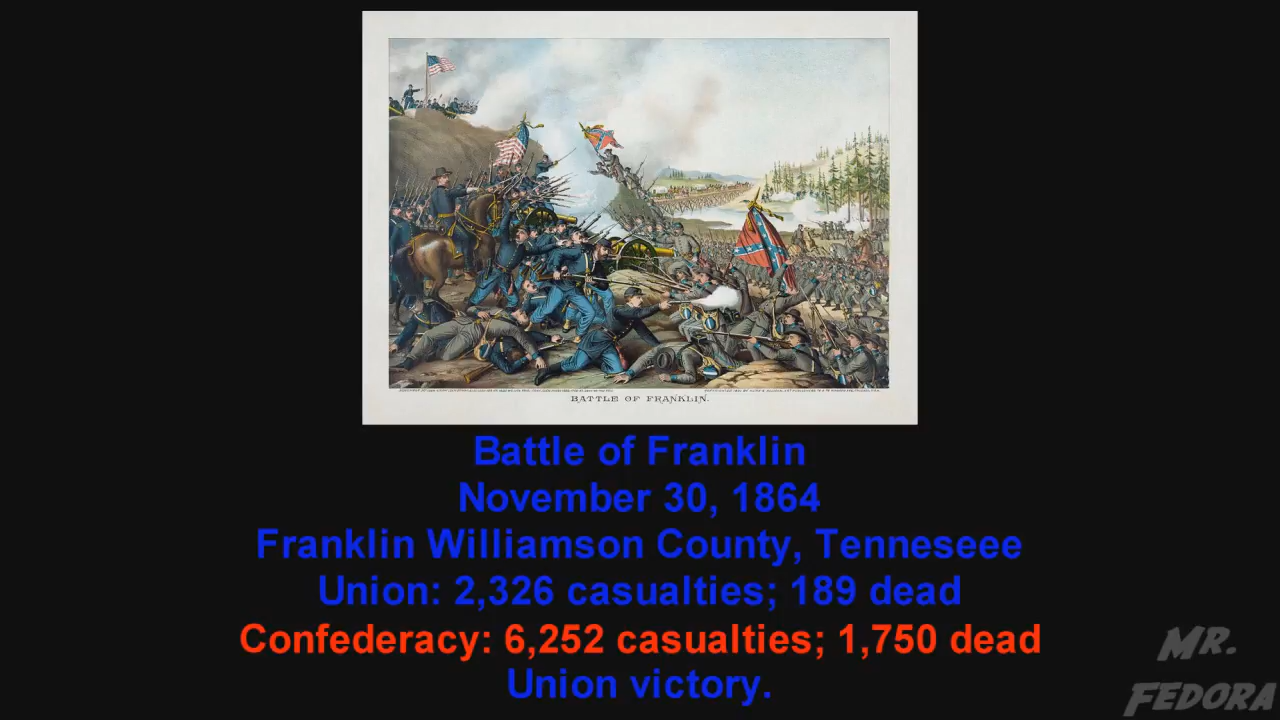 BATTLE OF FRANKLIN.
Battle of Franklin
November 30, 1864
Franklin Williamson County, Tenneseee
Union: 2,326 casualties; 189 dead
Confederacy: 6,252 casualties; 1,750 dead
Union victory.
MR.
FEDORA